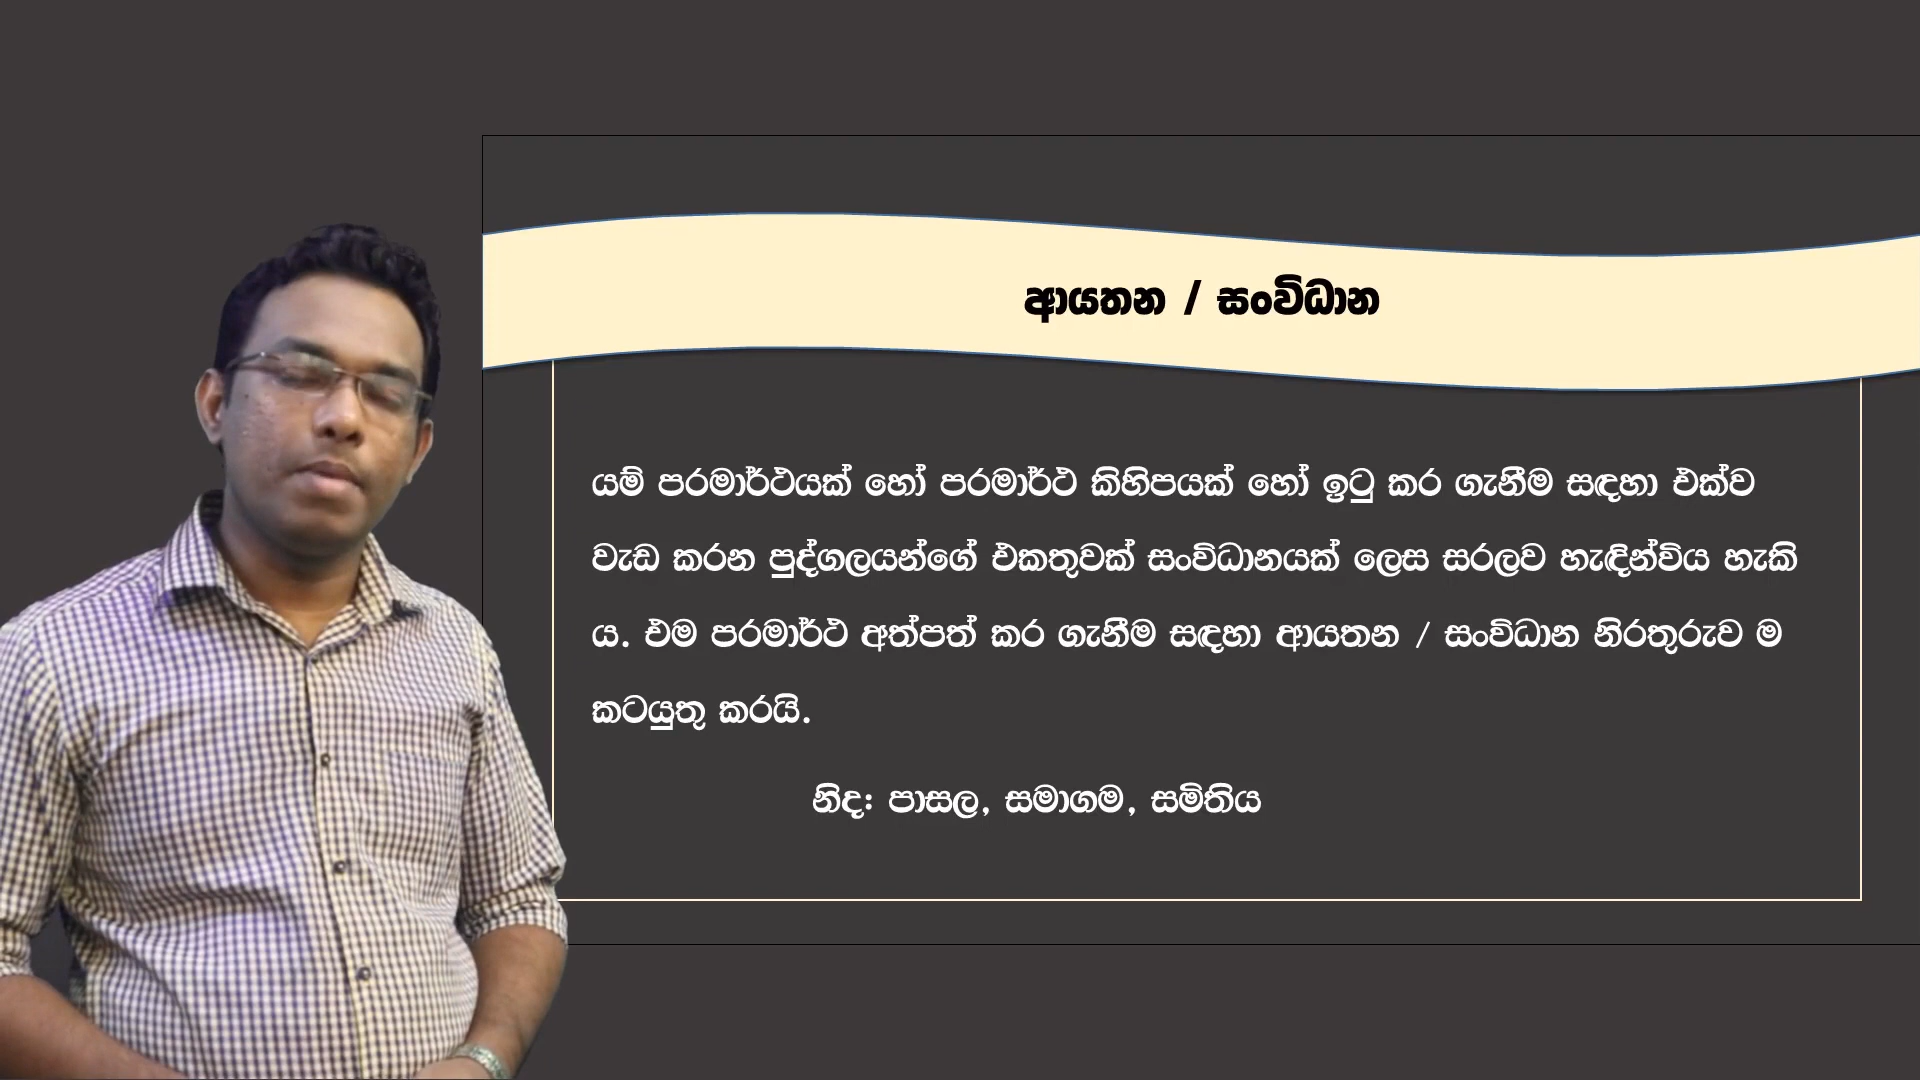 ආයතන / සංවිධාන
යම් පරමාර්ථයක් හෝ පරමාර්ථ කිහිපයක් හෝ ඉටු කර ගැනීම සඳහා එක්ව
වැඩ කරන පුද්ගලයන්ගේ එකතුවක් සංවිධානයක් ලෙස සරලව හැඳින්විය හැකි
ය. එම පරමාර්ථ අත්පත් කර ගැනීම සඳහා ආයතන / සංවිධාන නිරතුරුව ම
කටයුතු කරයි.
නිද: පාසල, සමාගම, සමිතිය